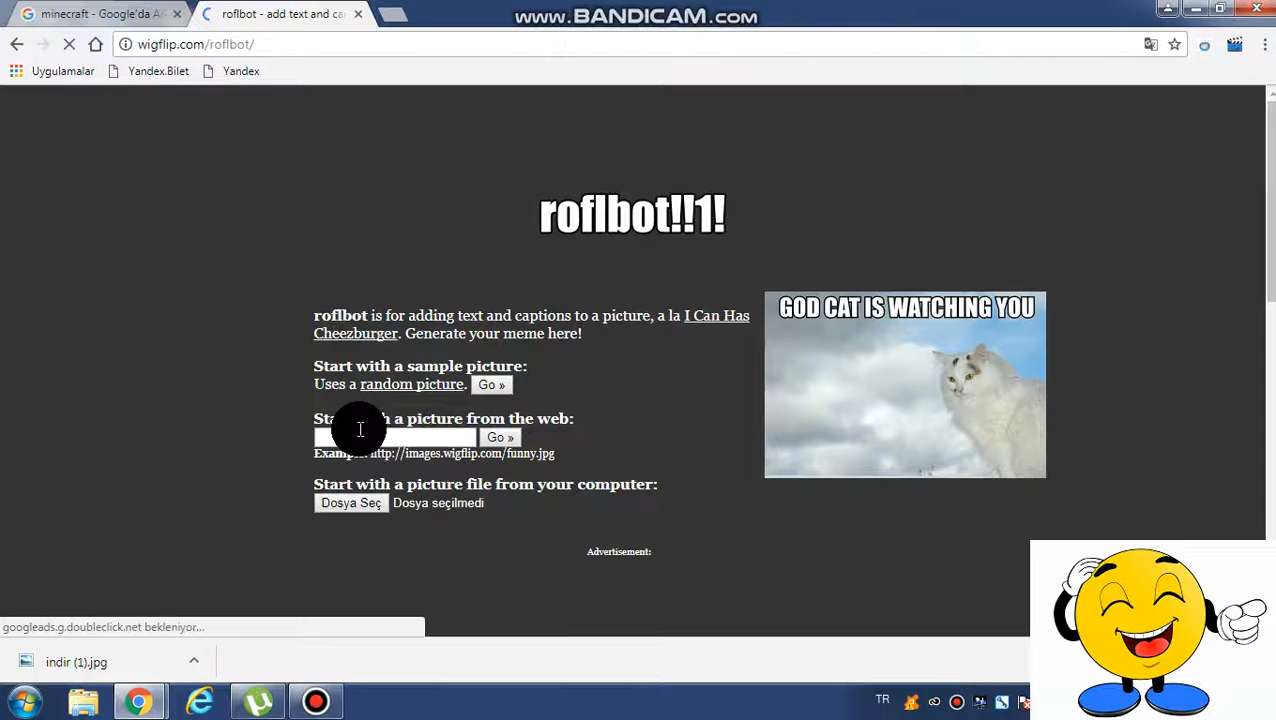 www.BANDICAM.com
minecraft - Google'da A
roflbot - add text and ca
wigflip.com/roflbot/
Uygulamalar
Yandex.Bilet
Yandex
roflbot!!1!
roflbot is for adding text and captions to a picture, a la I Can Has
Cheezburger. Generate your meme here!
GOD CAT IS WATCHING YOU
Start with a sample picture:
Uses a random picture. Go »
a picture from the web:
Go »
http://images.wigflip.com/funny.jpg
Start with a picture file from your computer:
Dosya Seç Dosya seçilmedi
Advertisement:
googleads.g.doubleclick.net bekleniyor...
indir (1).jpg
TR